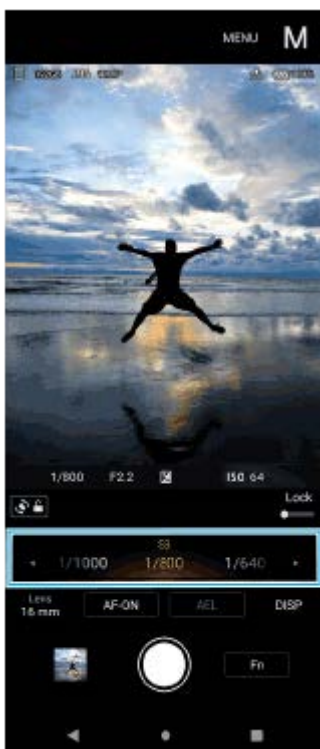 MENU M
1/800 F2.2 ISO 64
Lock
SS
1/1000 1/800 1/640
Lens
16 mm AF-ON AEL DISP
Fn